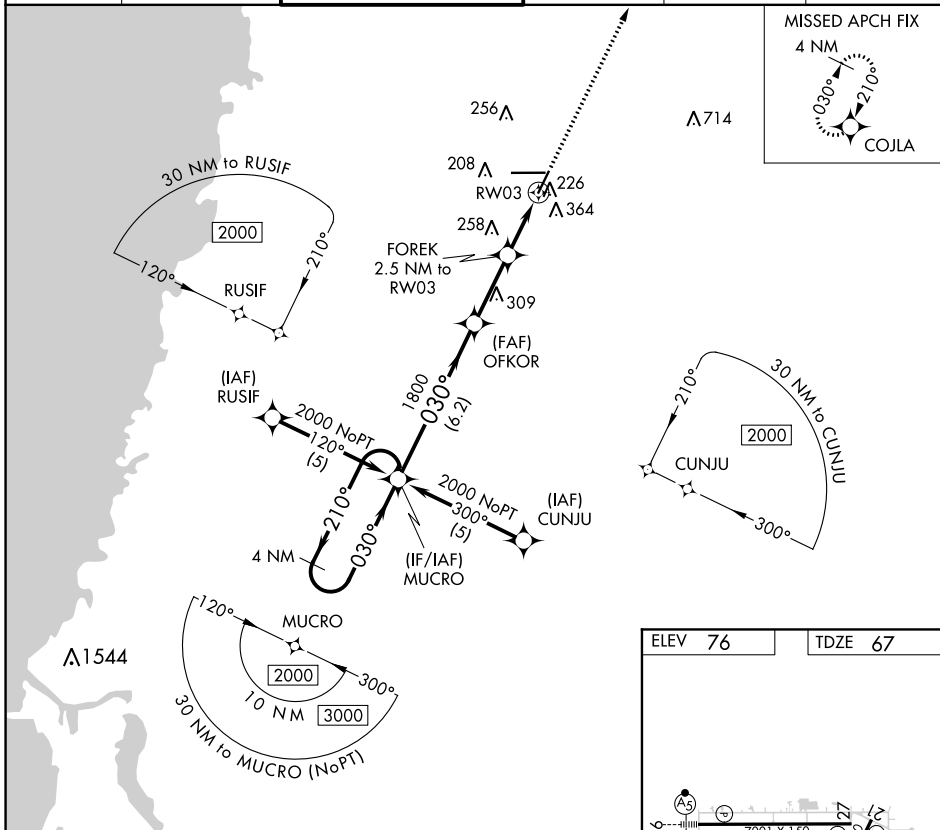 MISSED APCH FIX
4 NM
030°
210°
COJLA
256
714
208
RW03
226
364
258
30 NM to RUSIF
2000
210°
120°
RUSIF
FOREK
2.5 NM to
RW03
309
(FAF)
OFKOR
1800
030°
(6.2)
(IAF)
RUSIF
2000 NoPT
120°
(5)
2000 NoPT
300°
(5)
(IAF)
CUNJU
210°
030°
4 NM
(IF/IAF)
MUCRO
30 NM to CUNJU
210°
2000
CUNJU
300°
120°
MUCRO
2000
300°
10 NM
3000
30 NM to MUCRO (NoPT)
1544
ELEV 76
TDZE 67
A5
P
27
21